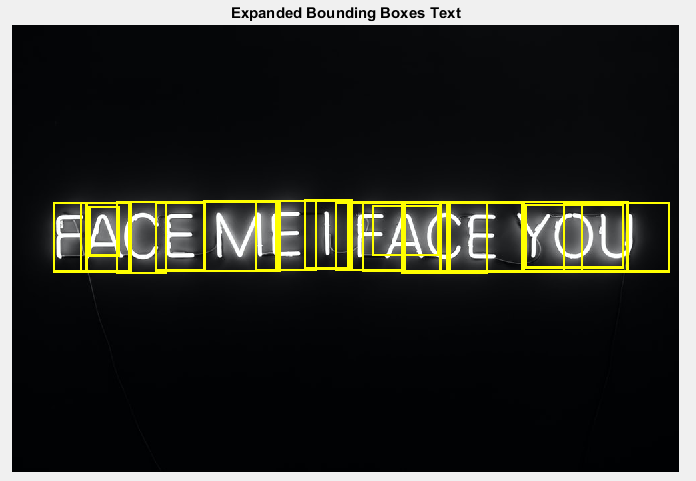 Expanded Bounding Boxes Text
FACE ME I FACE YOU